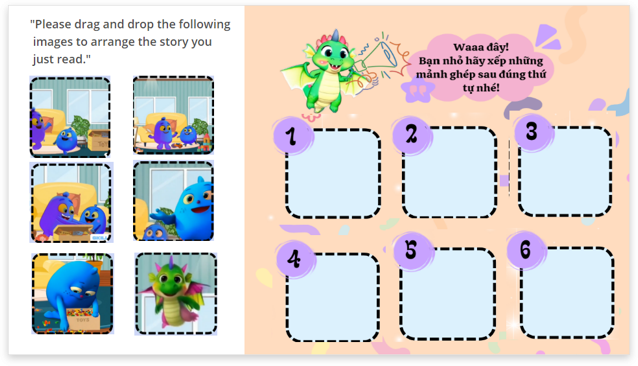 "Please drag and drop the following
images to arrange the story you
just read."
Waaa đây!
Bạn nhỏ hãy xếp những
mảnh ghép sau đúng thứ
tự nhé!
1
2
3
4
5
6